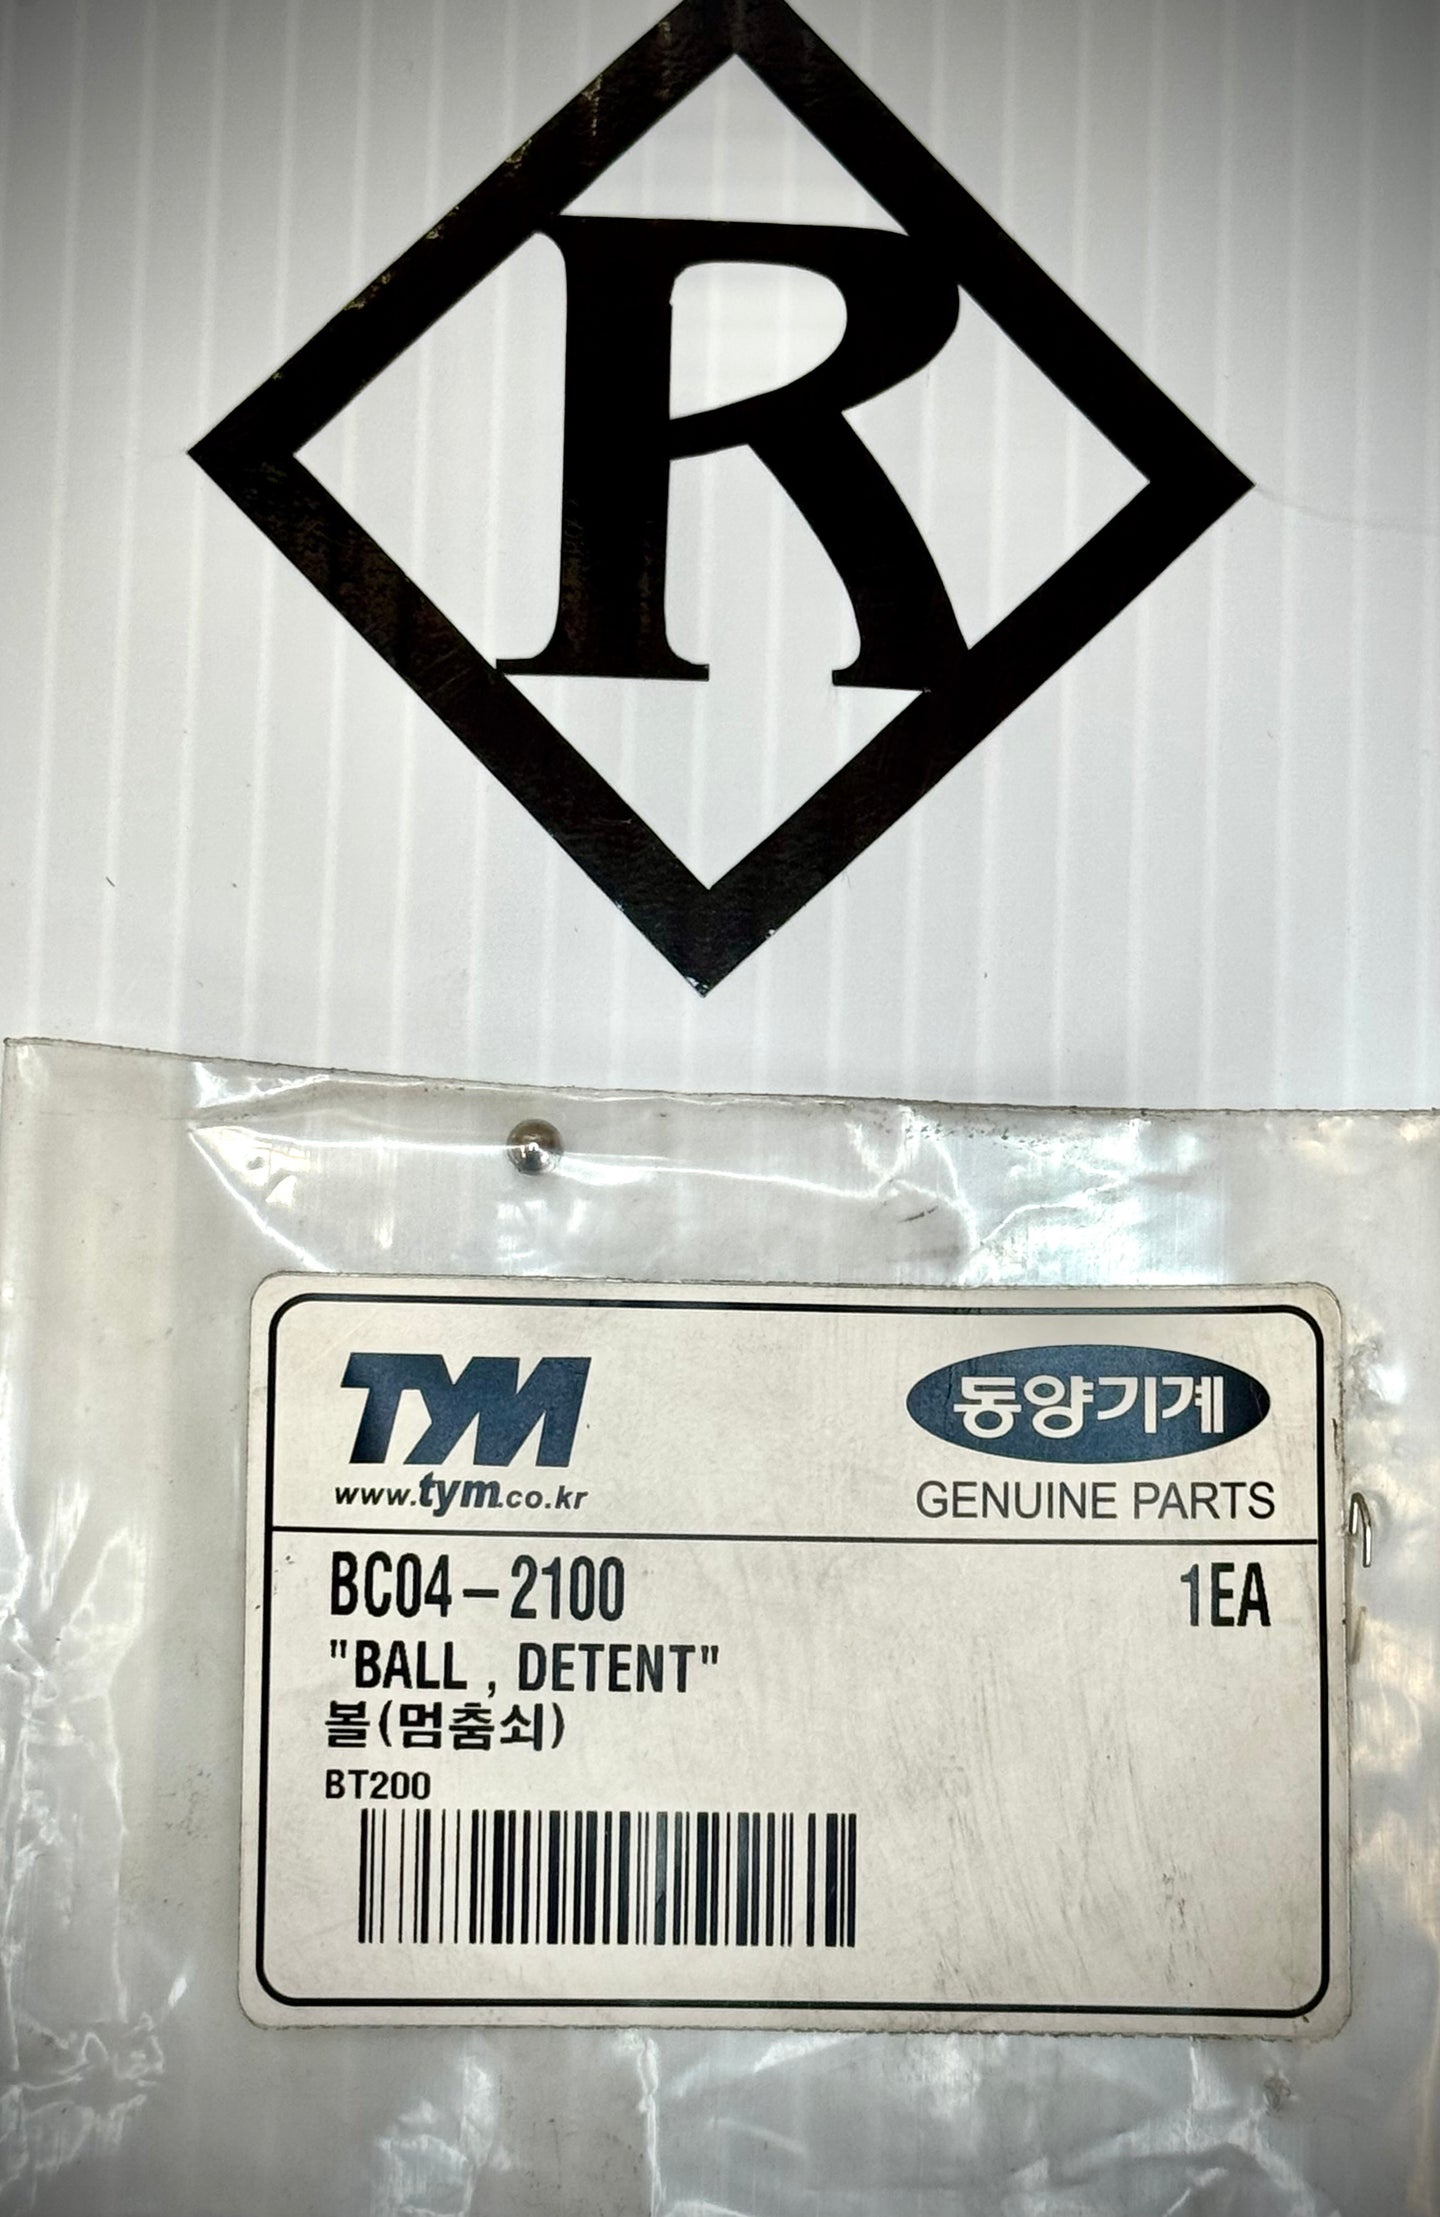 R
TYM
www.tym.co.kr
동양기계
GENUINE PARTS
BC04-2100
1EA
"BALL , DETENT"
볼(멈춤쇠)
BT200